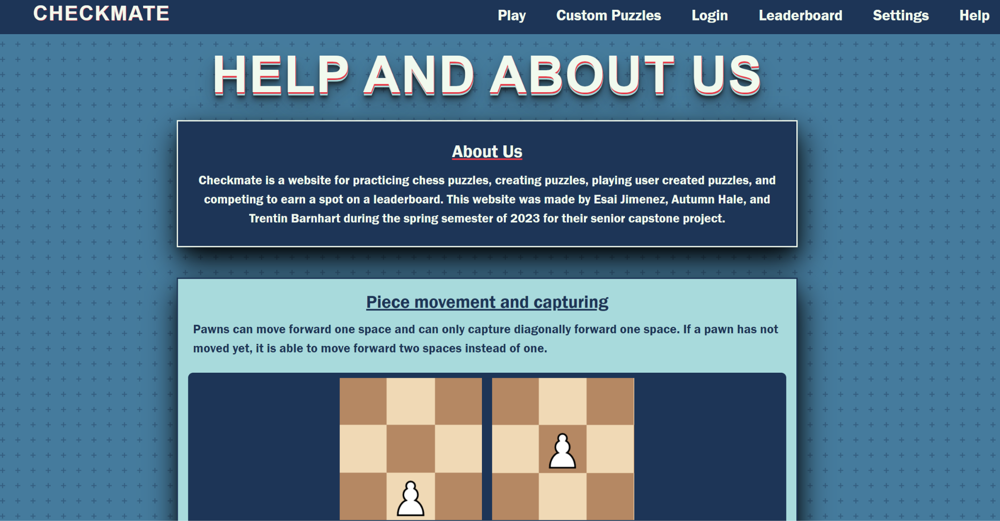 CHECKMATE
Play Custom Puzzles Login Leaderboard Settings Help
HELP AND ABOUT US
About Us
Checkmate is a website for practicing chess puzzles, creating puzzles, playing user created puzzles, and
competing to earn a spot on a leaderboard. This website was made by Esai Jimenez, Autumn Hale, and
Trentin Barnhart during the spring semester of 2023 for their senior capstone project.
Piece movement and capturing
Pawns can move forward one space and can only capture diagonally forward one space. If a pawn has not
moved yet, it is able to move forward two spaces instead of one.